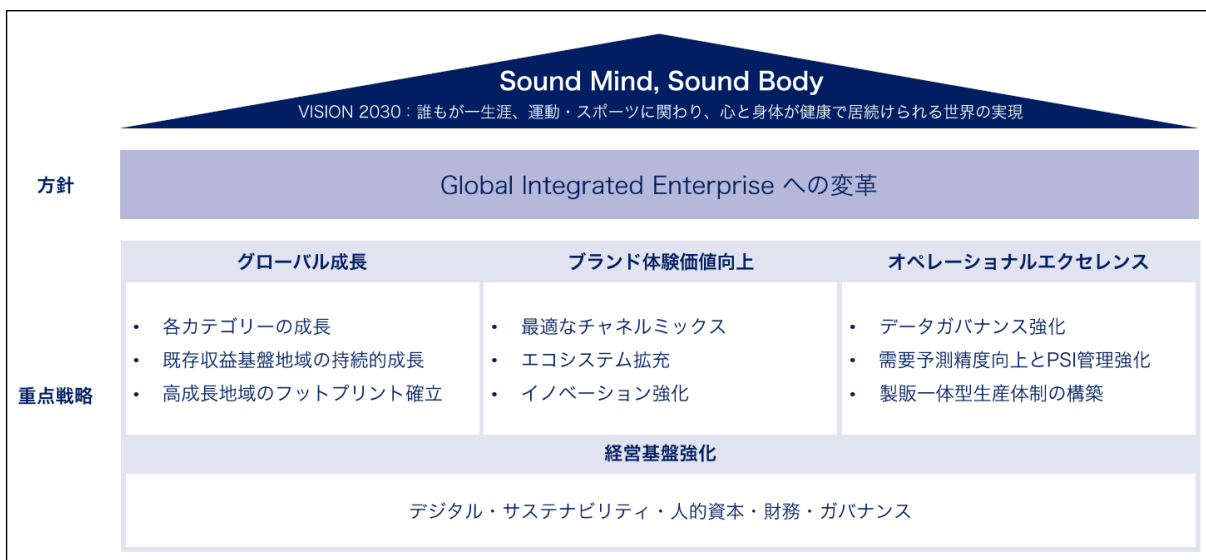 Sound Mind, Sound Body
VISION 2030：誰もが一生涯、運動・スポーツに関わり、心と身体が健康で居続けられる世界の実現
方針
Global Integrated Enterprise への変革
重点戦略
グローバル成長
• 各カテゴリーの成長
• 既存収益基盤地域の持続的成長
• 高成長地域のフットプリント確立
ブランド体験価値向上
• 最適なチャネルミックス
• エコシステム拡充
• イノベーション強化
オペレーショナルエクセレンス
• データガバナンス強化
• 需要予測精度向上とPSI管理強化
• 製販一体型生産体制の構築
経営基盤強化
デジタル・サステナビリティ・人的資本・財務・ガバナンス